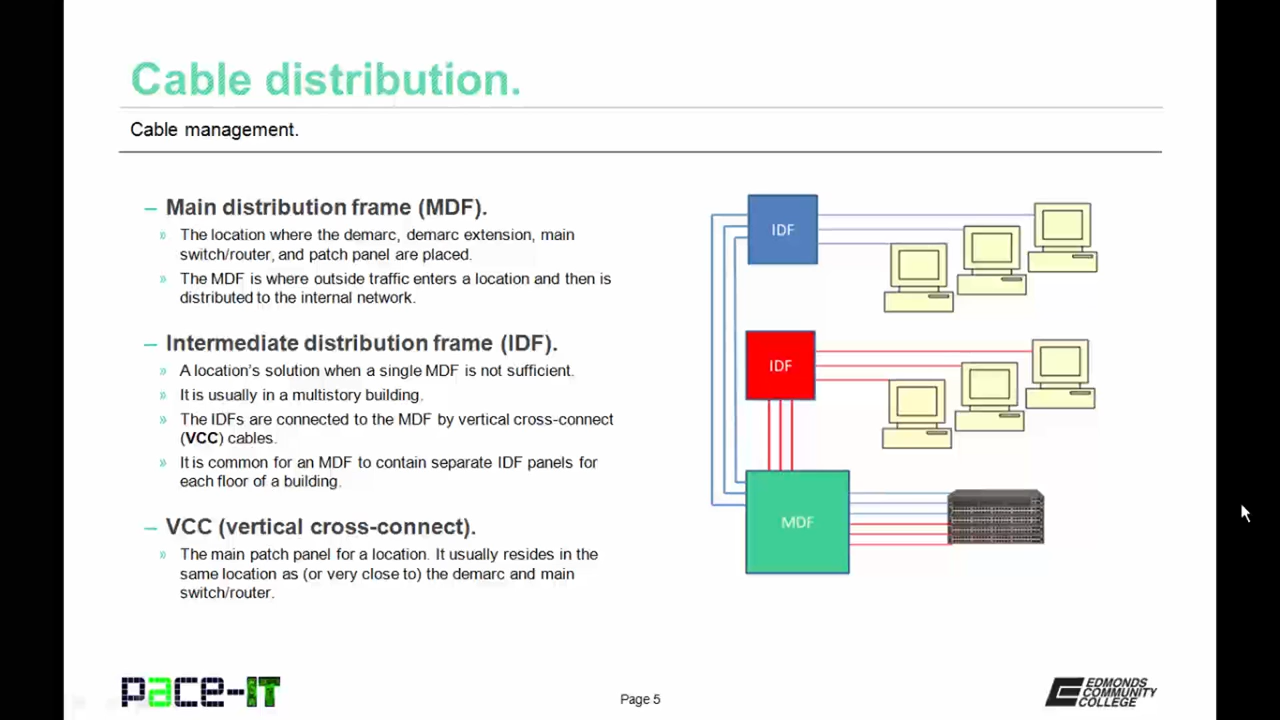 Cable distribution.
Cable management.
– Main distribution frame (MDF).
» The location where the demarc, demarc extension, main
switch/router, and patch panel are placed.
» The MDF is where outside traffic enters a location and then is
distributed to the internal network.
– Intermediate distribution frame (IDF).
» A location's solution when a single MDF is not sufficient.
» It is usually in a multistory building.
» The IDFs are connected to the MDF by vertical cross-connect
(VCC) cables.
» It is common for an MDF to contain separate IDF panels for
each floor of a building.
– VCC (vertical cross-connect).
» The main patch panel for a location. It usually resides in the
same location as (or very close to) the demarc and main
switch/router.
IDF
IDF
MDF
pace-IT
Page 5
EDMONDS
COMMUNITY
COLLEGE